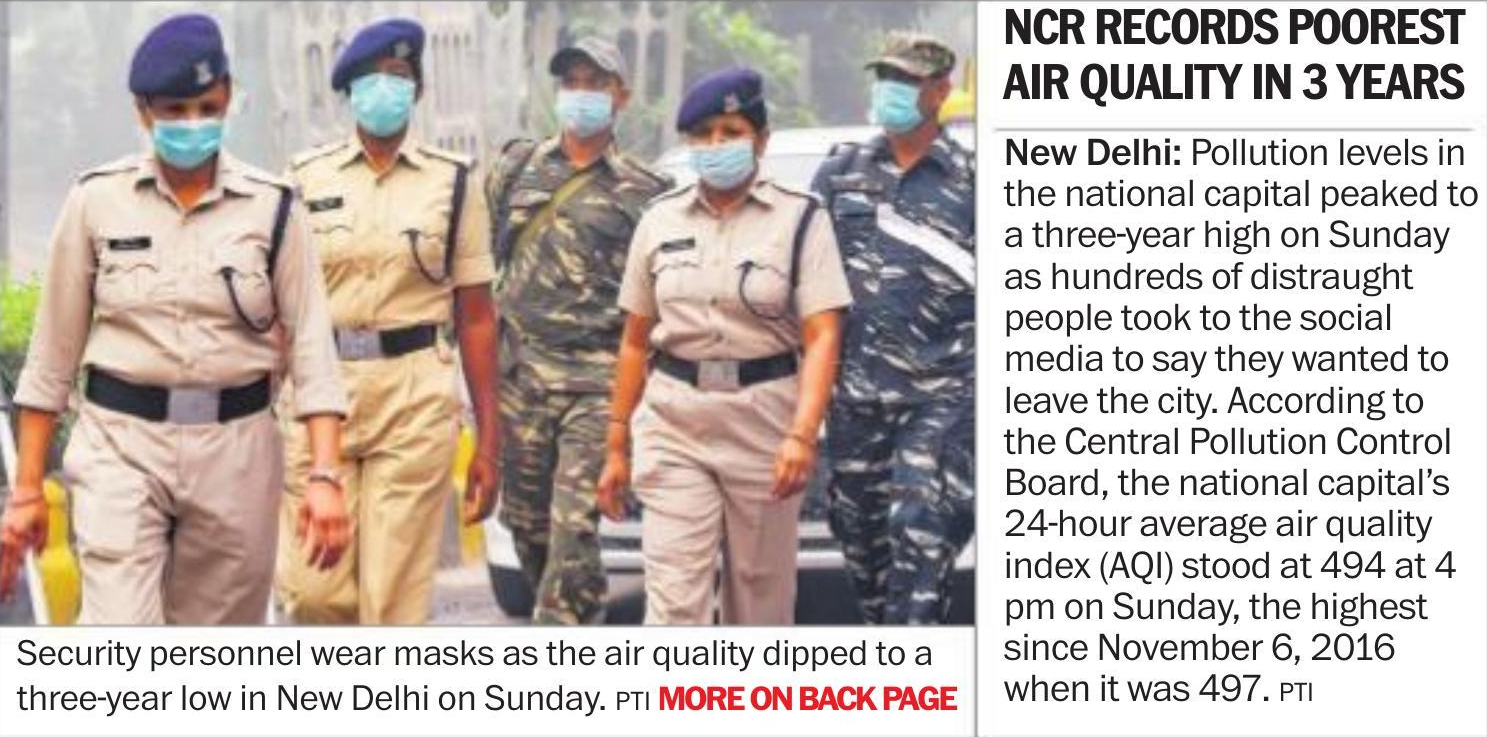 NCR RECORDS POOREST
AIR QUALITY IN 3 YEARS
New Delhi: Pollution levels in
the national capital peaked to
a three-year high on Sunday
as hundreds of distraught
people took to the social
media to say they wanted to
leave the city. According to
the Central Pollution Control
Board, the national capital’s
24-hour average air quality
index (AQI) stood at 494 at 4
pm on Sunday, the highest
since November 6, 2016
when it was 497. PTI
Security personnel wear masks as the air quality dipped to a
three-year low in New Delhi on Sunday. PTI MORE ON BACK PAGE